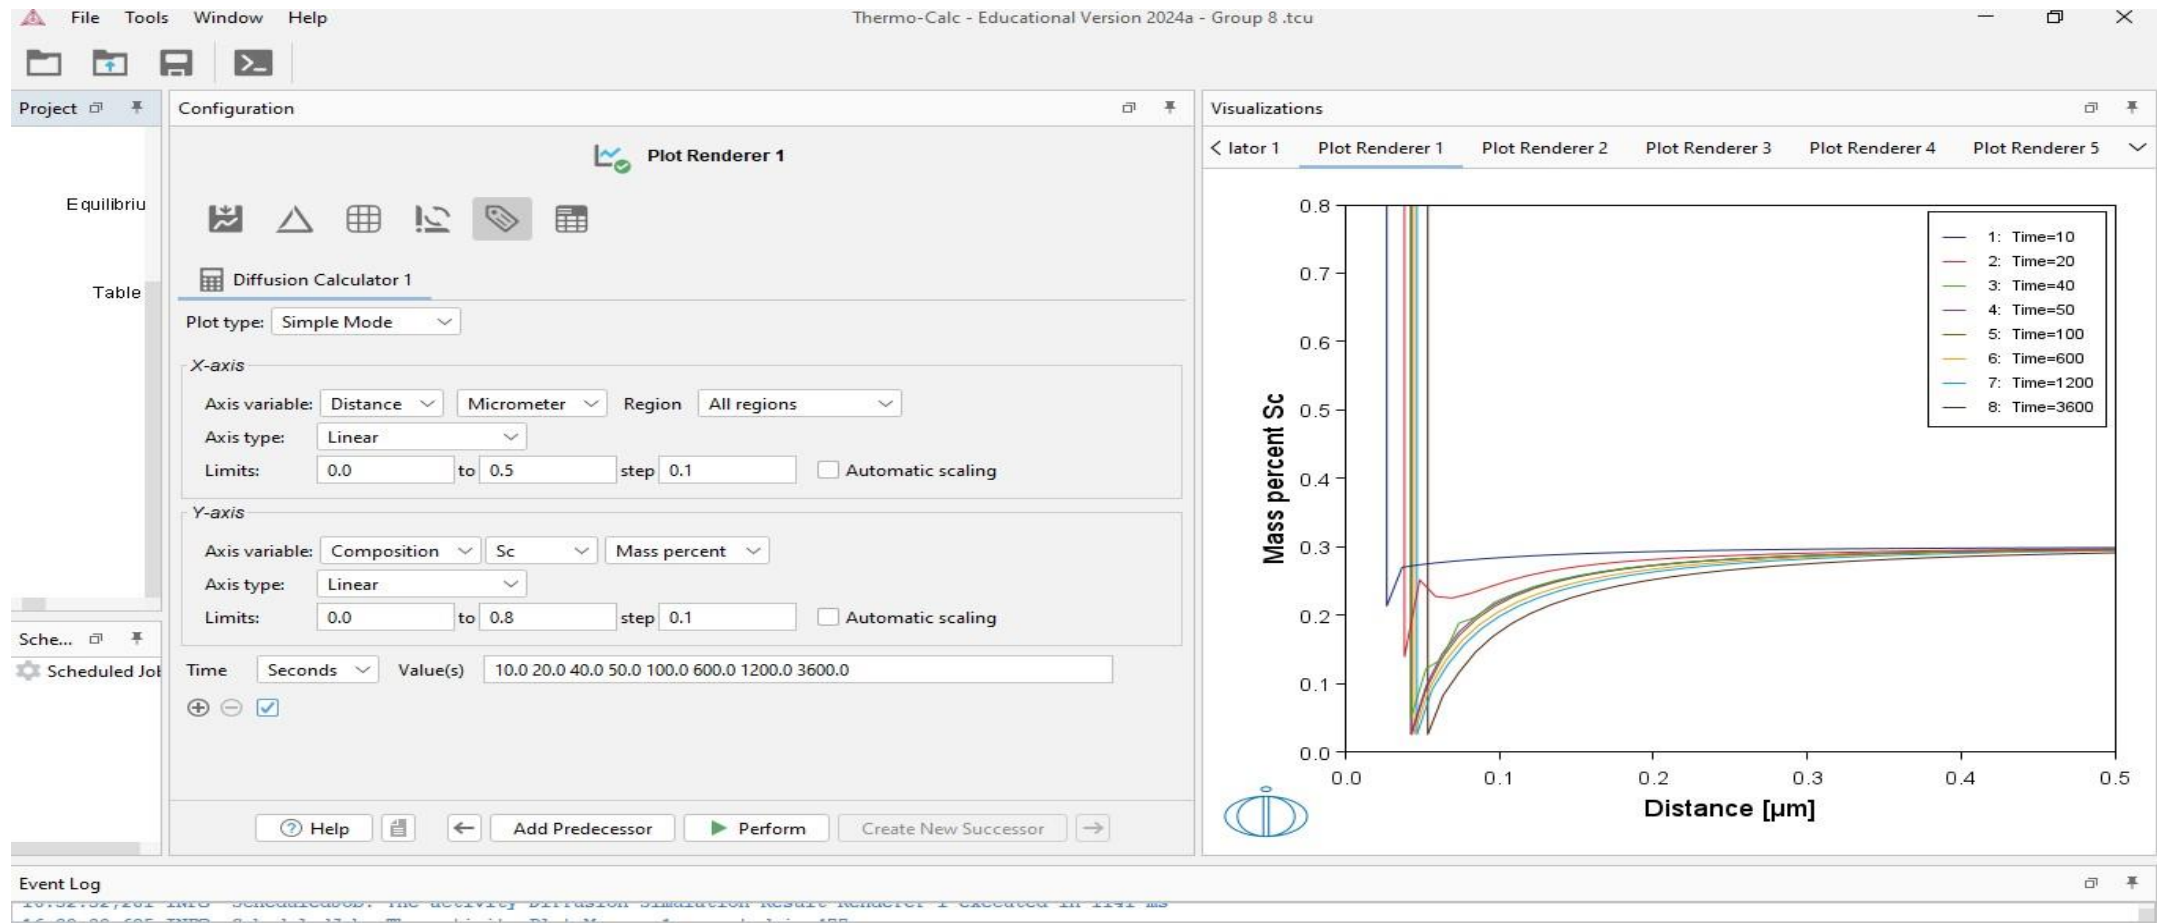 File Tools Window Help
Thermo-Calc - Educational Version 2024a - Group 8 .tcu
Project
Configuration
Visualizations
Plot Renderer 1
lator 1 Plot Renderer 1 Plot Renderer 2 Plot Renderer 3 Plot Renderer 4 Plot Renderer 5
Equilibriu
Table
Diffusion Calculator 1
Plot type: Simple Mode
X-axis
Axis variable: Distance Micrometer Region All regions
Axis type: Linear
Limits: 0.0 to 0.5 step 0.1 Automatic scaling
Y-axis
Axis variable: Composition Sc Mass percent
Axis type: Linear
Limits: 0.0 to 0.8 step 0.1 Automatic scaling
Time Seconds Value(s) 10.0 20.0 40.0 50.0 100.0 600.0 1200.0 3600.0
Help Add Predecessor Perform Create New Successor
Sche...
Scheduled Jol
0.8
0.7
0.6
0.5
0.4
0.3
0.2
0.1
0.0
Mass percent Sc
1: Time=10
2: Time=20
3: Time=40
4: Time=50
5: Time=100
6: Time=600
7: Time=1200
8: Time=3600
0.0 0.1 0.2 0.3 0.4 0.5
Distance [µm]
Event Log